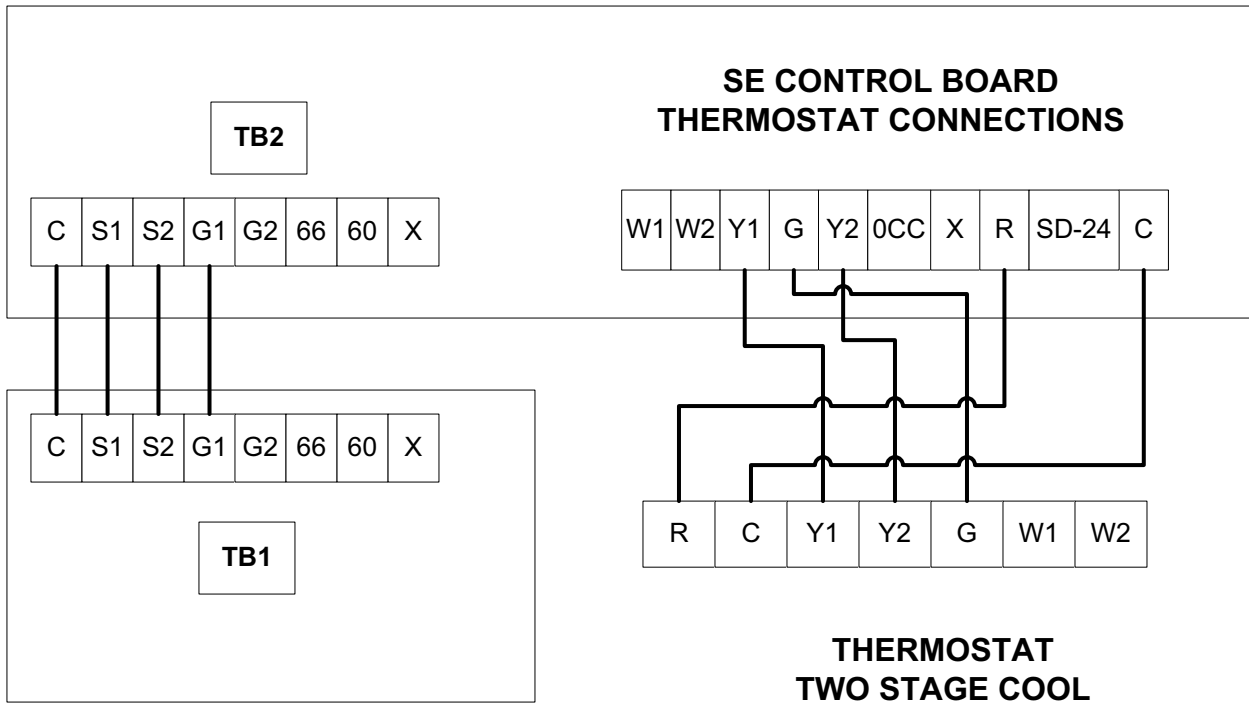 SE CONTROL BOARD
THERMOSTAT CONNECTIONS
TB2
C S1 S2 G1 G2 66 60 X
W1 W2 Y1 G Y2 0CC X R SD-24 C
C S1 S2 G1 G2 66 60 X
R C Y1 Y2 G W1 W2
TB1
THERMOSTAT
TWO STAGE COOL